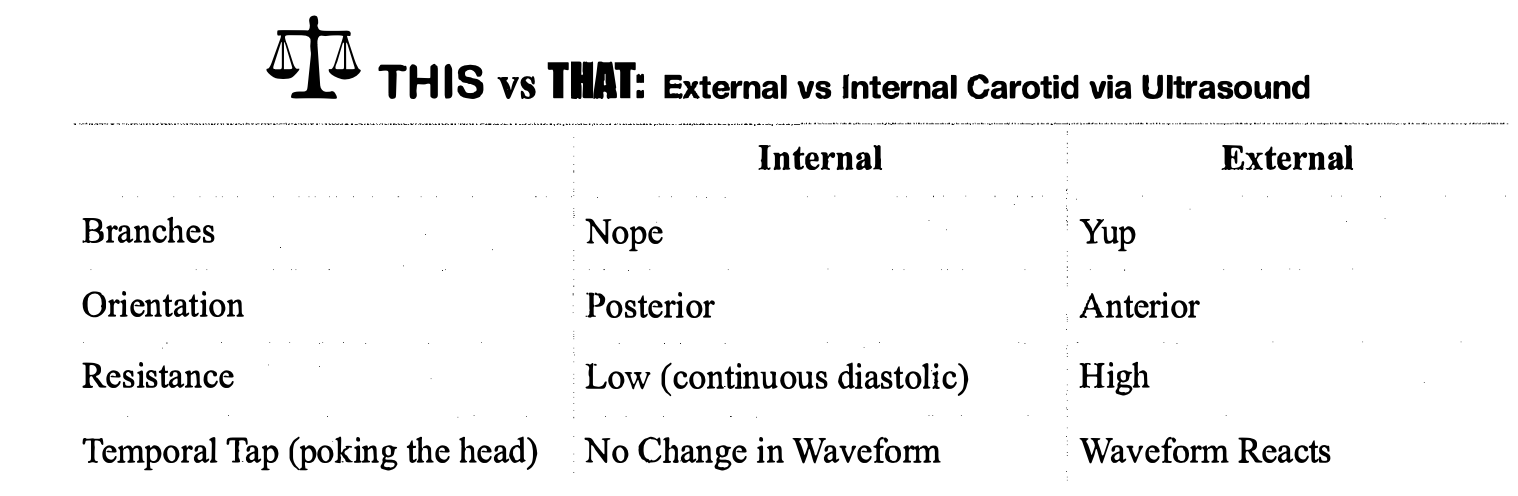 THIS vs THAT: External vs Internal Carotid via Ultrasound
Internal External
Branches Nope Yup
Orientation Posterior Anterior
Resistance Low (continuous diastolic) High
Temporal Tap (poking the head) No Change in Waveform Waveform Reacts